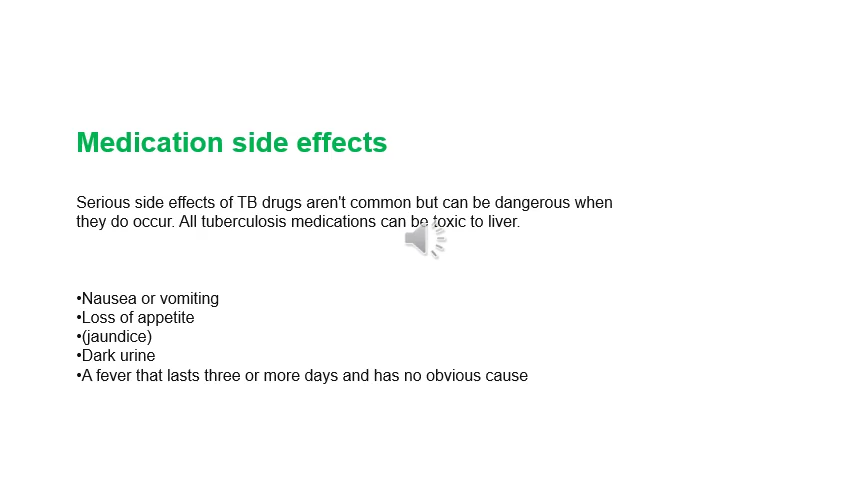 Medication side effects
Serious side effects of TB drugs aren't common but can be dangerous when
they do occur. All tuberculosis medications can be toxic to liver.
•Nausea or vomiting
•Loss of appetite
•(jaundice)
•Dark urine
•A fever that lasts three or more days and has no obvious cause